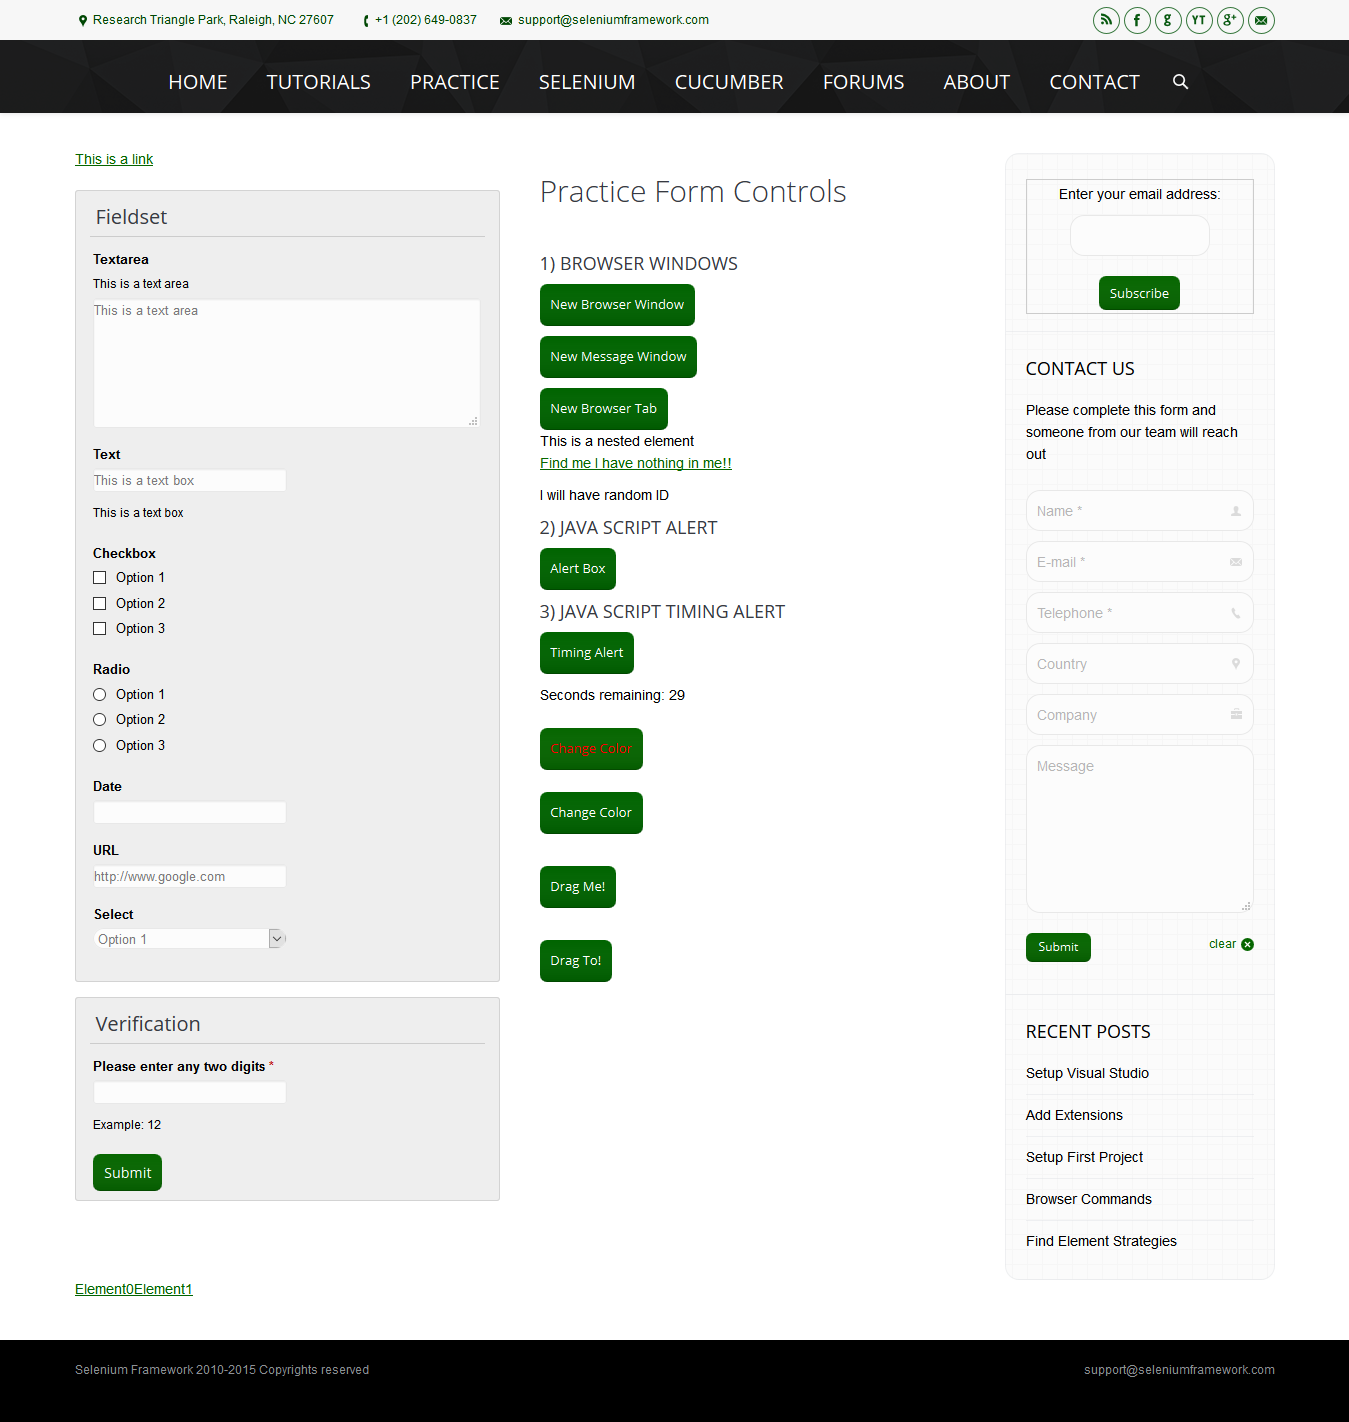 Research Triangle Park, Raleigh, NC 27607 +1 (202) 649-0837 support@seleniumframework.com
HOME TUTORIALS PRACTICE SELENIUM CUCUMBER FORUMS ABOUT CONTACT
This is a link
Fieldset
Textarea
This is a text area
This is a text area
Text
This is a text box
This is a text box
Checkbox
Option 1
Option 2
Option 3
Radio
Option 1
Option 2
Option 3
Date
URL
http://www.google.com
Select
Option 1
Verification
Please enter any two digits *
Example: 12
Submit
Element0Element1
Practice Form Controls
1) BROWSER WINDOWS
New Browser Window
New Message Window
New Browser Tab
This is a nested element
Find me I have nothing in me!!
I will have random ID
2) JAVA SCRIPT ALERT
Alert Box
3) JAVA SCRIPT TIMING ALERT
Timing Alert
Seconds remaining: 29
Change Color
Change Color
Drag Me!
Drag To!
Enter your email address:
Subscribe
CONTACT US
Please complete this form and
someone from our team will reach
out
Name *
E-mail *
Telephone *
Country
Company
Message
Submit clear
RECENT POSTS
Setup Visual Studio
Add Extensions
Setup First Project
Browser Commands
Find Element Strategies
Selenium Framework 2010-2015 Copyrights reserved support@seleniumframework.com